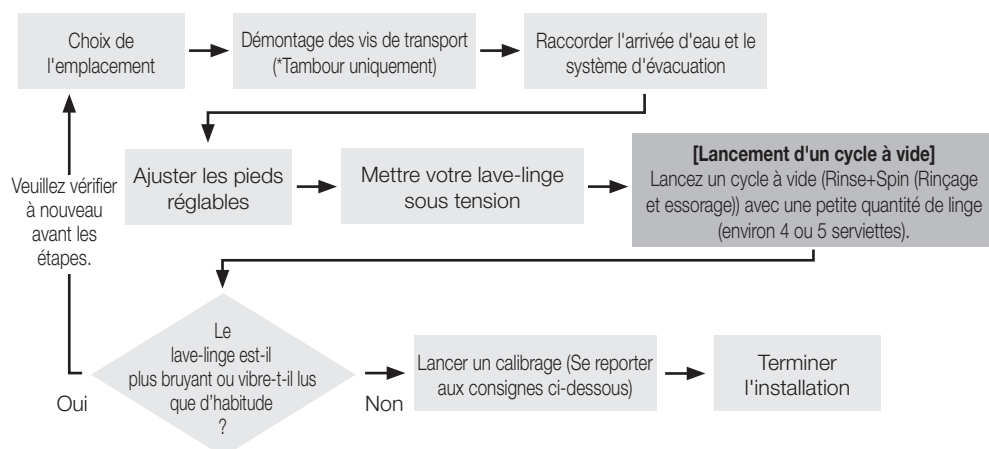 Choix de
l'emplacement
Démontage des vis de transport
(*Tambour uniquement)
Raccorder l'arrivée d'eau et le
système d'évacuation
Veuillez vérifier
à nouveau
avant les
étapes.
Ajuster les pieds
réglables
Mettre votre lave-linge
sous tension
[Lancement d'un cycle à vide]
Lancez un cycle à vide (Rinse+Spin (Rinçage
et essorage)) avec une petite quantité de linge
(environ 4 ou 5 serviettes).
Le
lave-linge est-il
plus bruyant ou vibre-t-il lus
que d’habitude
?
Oui
Non
Lancer un calibrage (Se reporter
aux consignes ci-dessous)
Terminer
l'installation